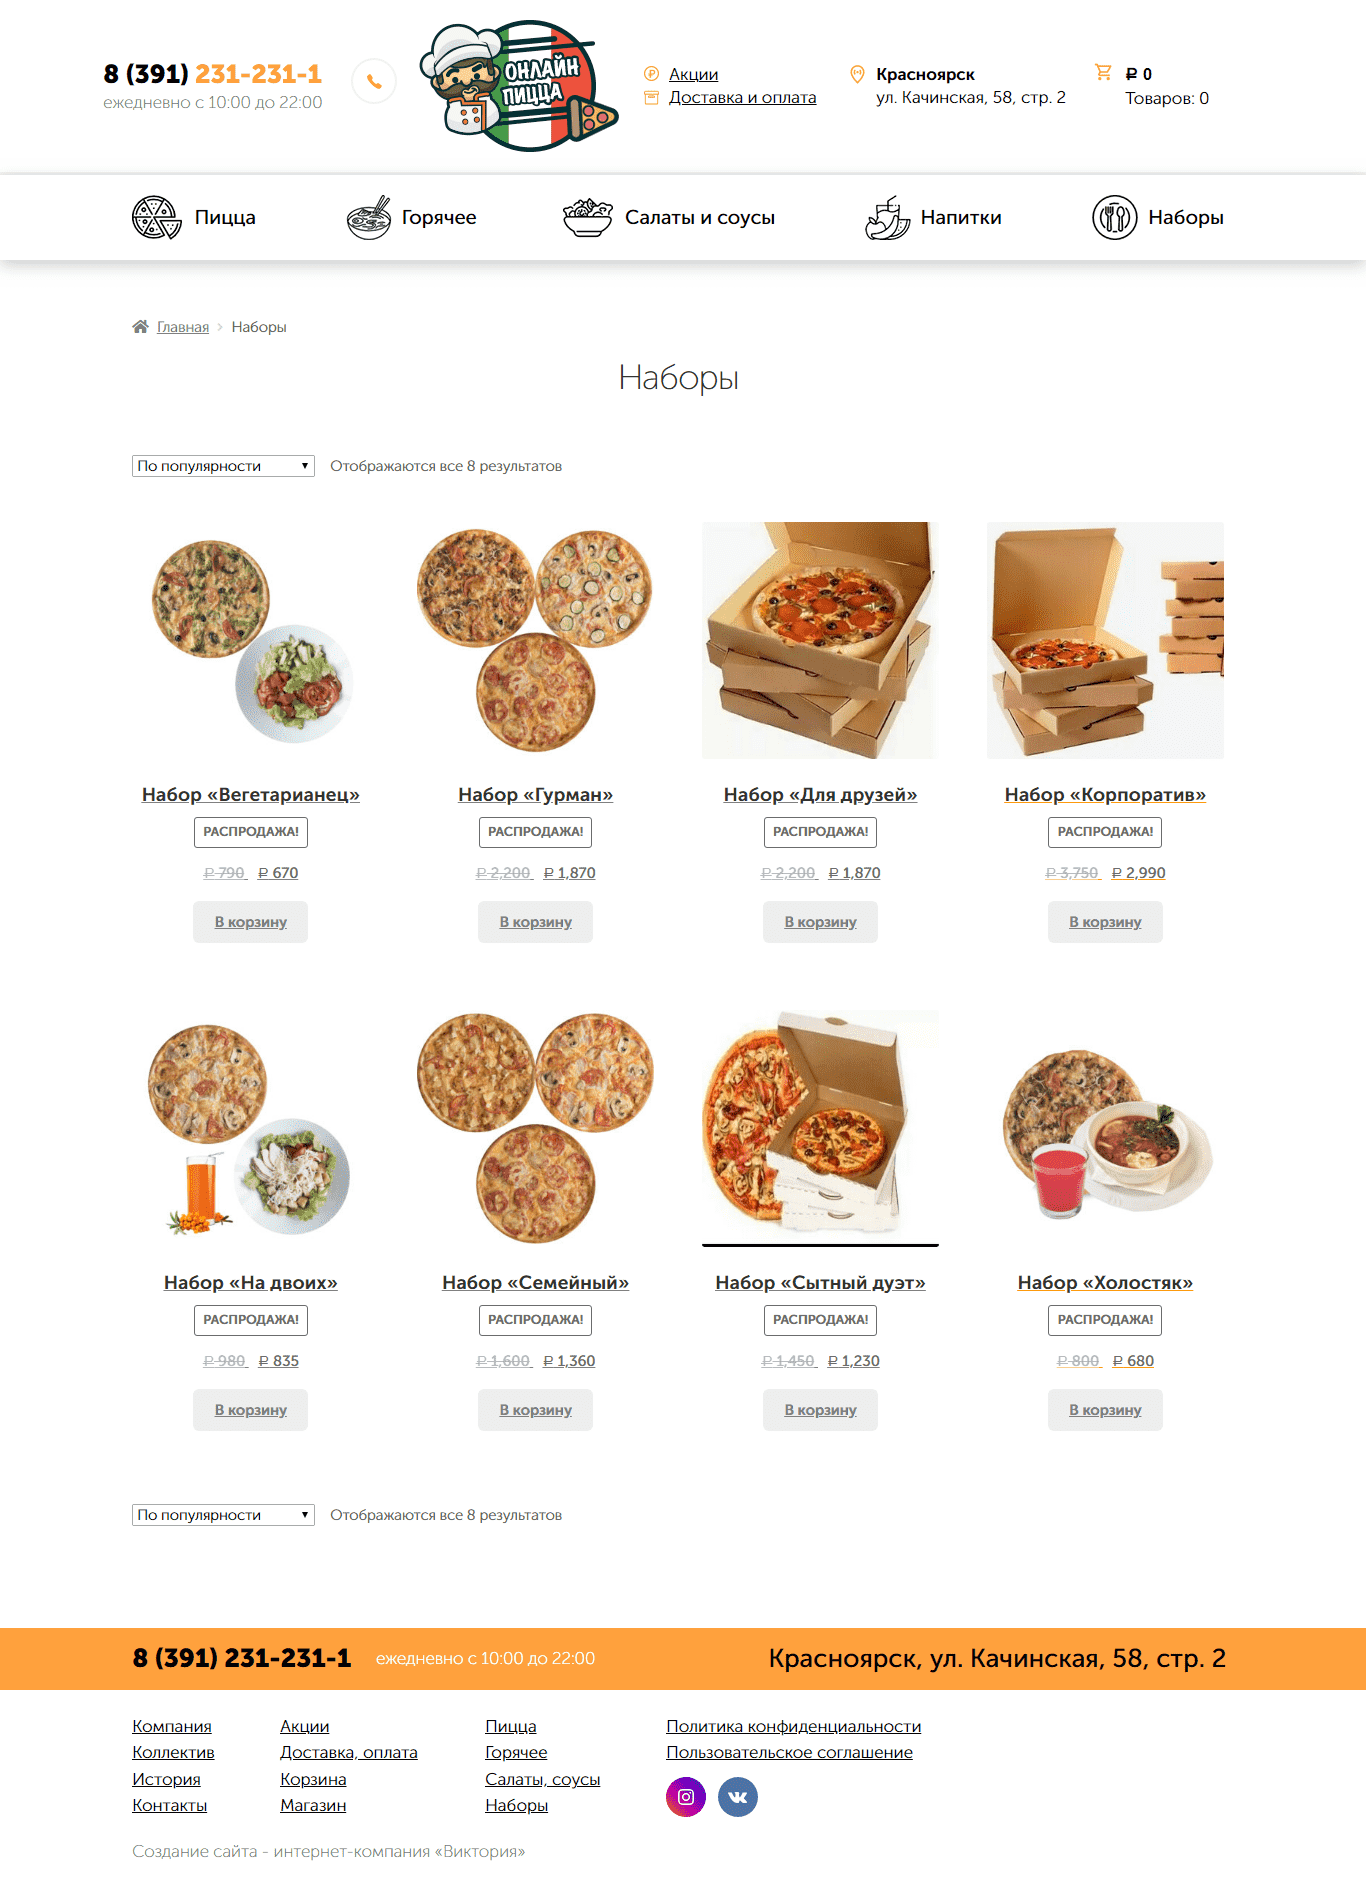 8 (391) 231-231-1
ежедневно с 10:00 до 22:00
ОНЛАЙН
ПИЦЦА
Акции
Доставка и оплата
Красноярск
ул. Качинская, 58, стр. 2
₽ 0
Товаров: 0
Пицца
Горячее
Салаты и соусы
Напитки
Наборы
Главная > Наборы
Наборы
По популярности
Отображаются все 8 результатов
Набор «Вегетарианец»
РАСПРОДАЖА!
₽ 790 ₽ 670
В корзину
Набор «Гурман»
РАСПРОДАЖА!
₽ 2,200 ₽ 1,870
В корзину
Набор «Для друзей»
РАСПРОДАЖА!
₽ 2,200 ₽ 1,870
В корзину
Набор «Корпоратив»
РАСПРОДАЖА!
₽ 3,750 ₽ 2,990
В корзину
Набор «На двоих»
РАСПРОДАЖА!
₽ 980 ₽ 835
В корзину
Набор «Семейный»
РАСПРОДАЖА!
₽ 1,600 ₽ 1,360
В корзину
Набор «Сытный дуэт»
РАСПРОДАЖА!
₽ 1,450 ₽ 1,230
В корзину
Набор «Холостяк»
РАСПРОДАЖА!
₽ 800 ₽ 680
В корзину
По популярности
Отображаются все 8 результатов
8 (391) 231-231-1
ежедневно с 10:00 до 22:00
Красноярск, ул. Качинская, 58, стр. 2
Компания
Коллектив
История
Контакты
Акции
Доставка, оплата
Корзина
Магазин
Пицца
Горячее
Салаты, соусы
Наборы
Политика конфиденциальности
Пользовательское соглашение
Создание сайта - интернет-компания «Виктория»